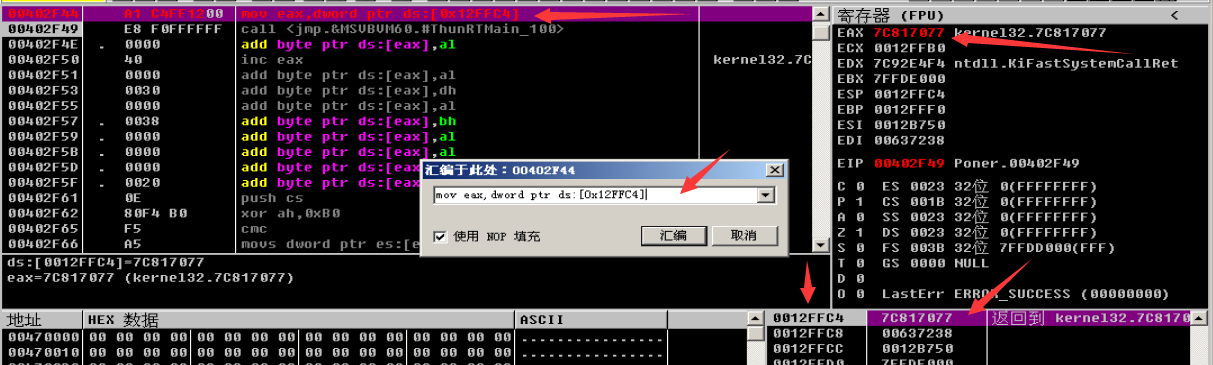 00402F44 A1 C4FF1200 mov eax,dword ptr ds:[0x12FFC4]
00402F49 E8 F0FFFFFF call <jmp.&MSVBVM60.#ThunRTMain_100>
00402F4E . 0000 add byte ptr ds:[eax],al
00402F50 . 40 inc eax kernel32.7C
00402F51 0000 add byte ptr ds:[eax],al
00402F53 0030 add byte ptr ds:[eax],dh
00402F55 0000 add byte ptr ds:[eax],al
00402F57 . 0038 add byte ptr ds:[eax],bh
00402F59 . 0000 add byte ptr ds:[eax],al
00402F5B . 0000 add byte ptr ds:[eax],al
00402F5D . 0000 add byte ptr ds:[eax],
00402F5F . 0020 add byte ptr ds:[eax],
00402F61 0E push cs
00402F62 80F4 B0 xor ah,0xB0
00402F65 F5 cmc
00402F66 A5 movs dword ptr es:[e
汇编于此处：00402F44
mov eax,dword ptr ds:[0x12FFC4]
使用 NOP 填充
汇编
取消
寄存器 (FPU) <
EAX 7C817077 kernel32.7C817077
ECX 0012FFB0
EDX 7C92E4F4 ntdll.KiFastSystemCallRet
EBX 7FFDE000
ESP 0012FFC4
EBP 0012FFF0
ESI 0012B750
EDI 00637238
EIP 00402F49 Poner.00402F49
C 0 ES 0023 32位 0(FFFFFFFF)
P 1 CS 001B 32位 0(FFFFFFFF)
A 0 SS 0023 32位 0(FFFFFFFF)
Z 1 DS 0023 32位 0(FFFFFFFF)
S 0 FS 003B 32位 7FFDD000(FFF)
T 0 GS 0000 NULL
D 0
O 0 LastErr ERROR_SUCCESS (00000000)
ds:[0012FFC4]=7C817077
eax=7C817077 (kernel32.7C817077)
地址 HEX 数据 ASCII
00470000 00 00 00 00 00 00 00 00 00 00 00 00 00 00 00 00 ................
00470010 00 00 00 00 00 00 00 00 00 00 00 00 00 00 00 00 ................
0012FFC4 7C817077 返回到 kernel32.7C8170
0012FFC8 00637238
0012FFCC 0012B750
0012FFD0 7FFDE000